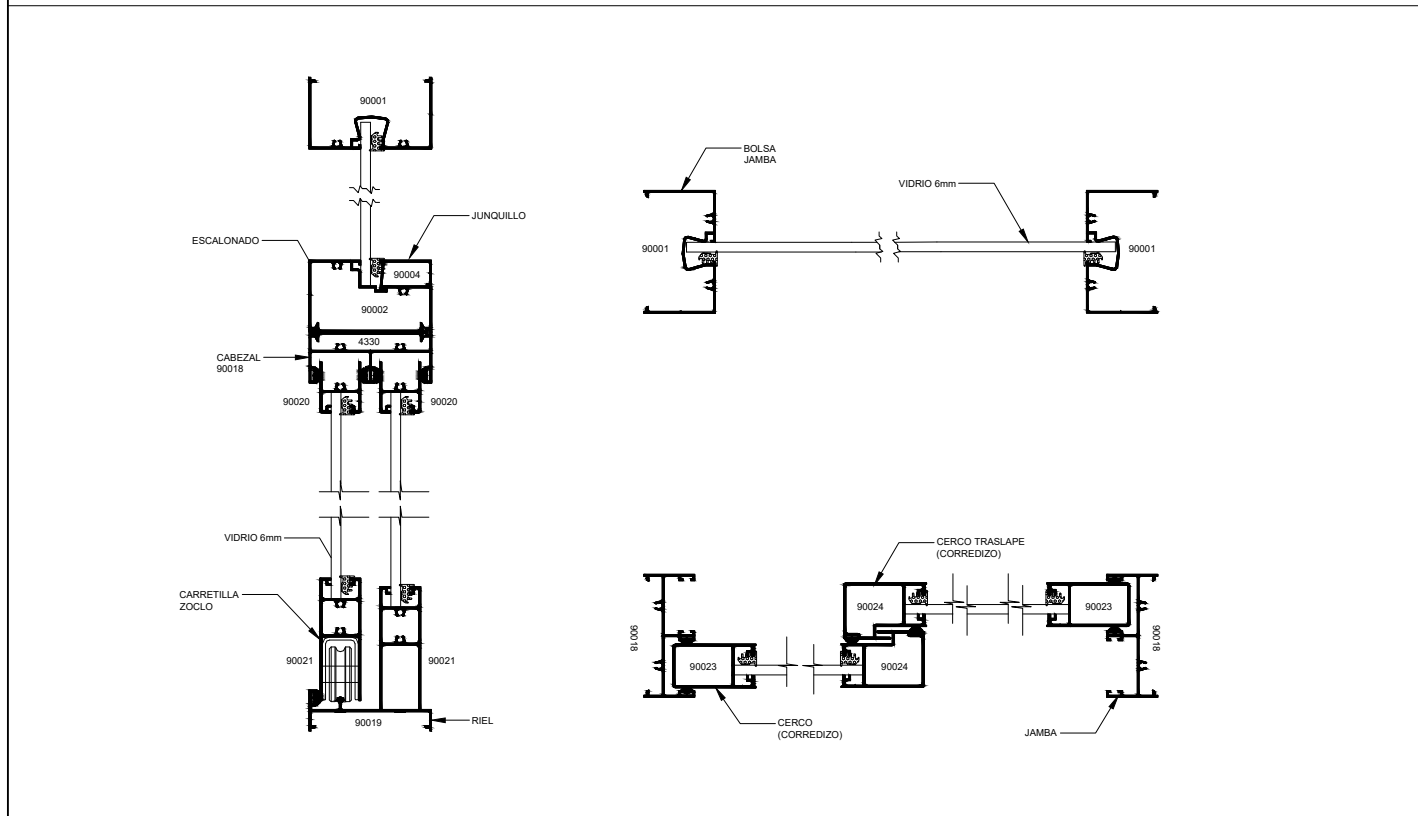 90001
JUNQUILLO
ESCALONADO
90004
90002
4330
CABEZAL
90018
90020
90020
VIDRIO 6mm
CARRETILLA
ZOCLO
90021
90021
90019
RIEL
BOLSA
JAMBA
VIDRIO 6mm
90001
90001
CERCO TRASLAPE
(CORREDIZO)
90024
90023
90018
90018
90023
90024
CERCO
(CORREDIZO)
JAMBA